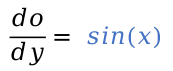 do/dy = sin(x)